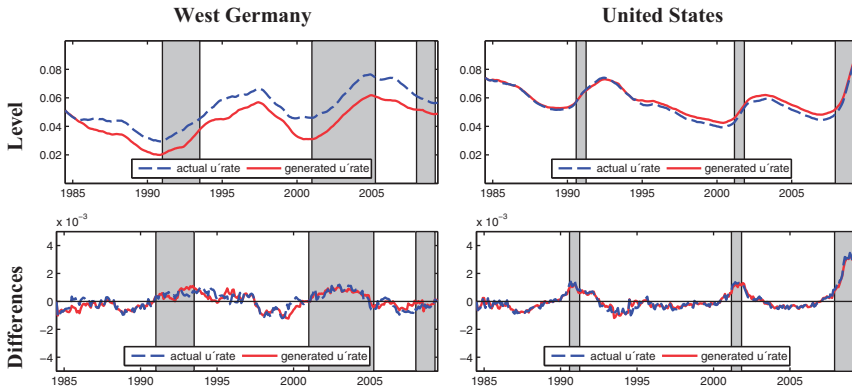 West Germany
United States
Level
0.08
0.06
0.04
0.02
actual u´rate generated u´rate
1985 1990 1995 2000 2005
0.08
0.06
0.04
0.02
actual u´rate generated u´rate
1985 1990 1995 2000 2005
Differences
x 10⁻³
4
2
0
−2
−4
actual u´rate generated u´rate
1985 1990 1995 2000 2005
x 10⁻³
4
2
0
−2
−4
actual u´rate generated u´rate
1985 1990 1995 2000 2005